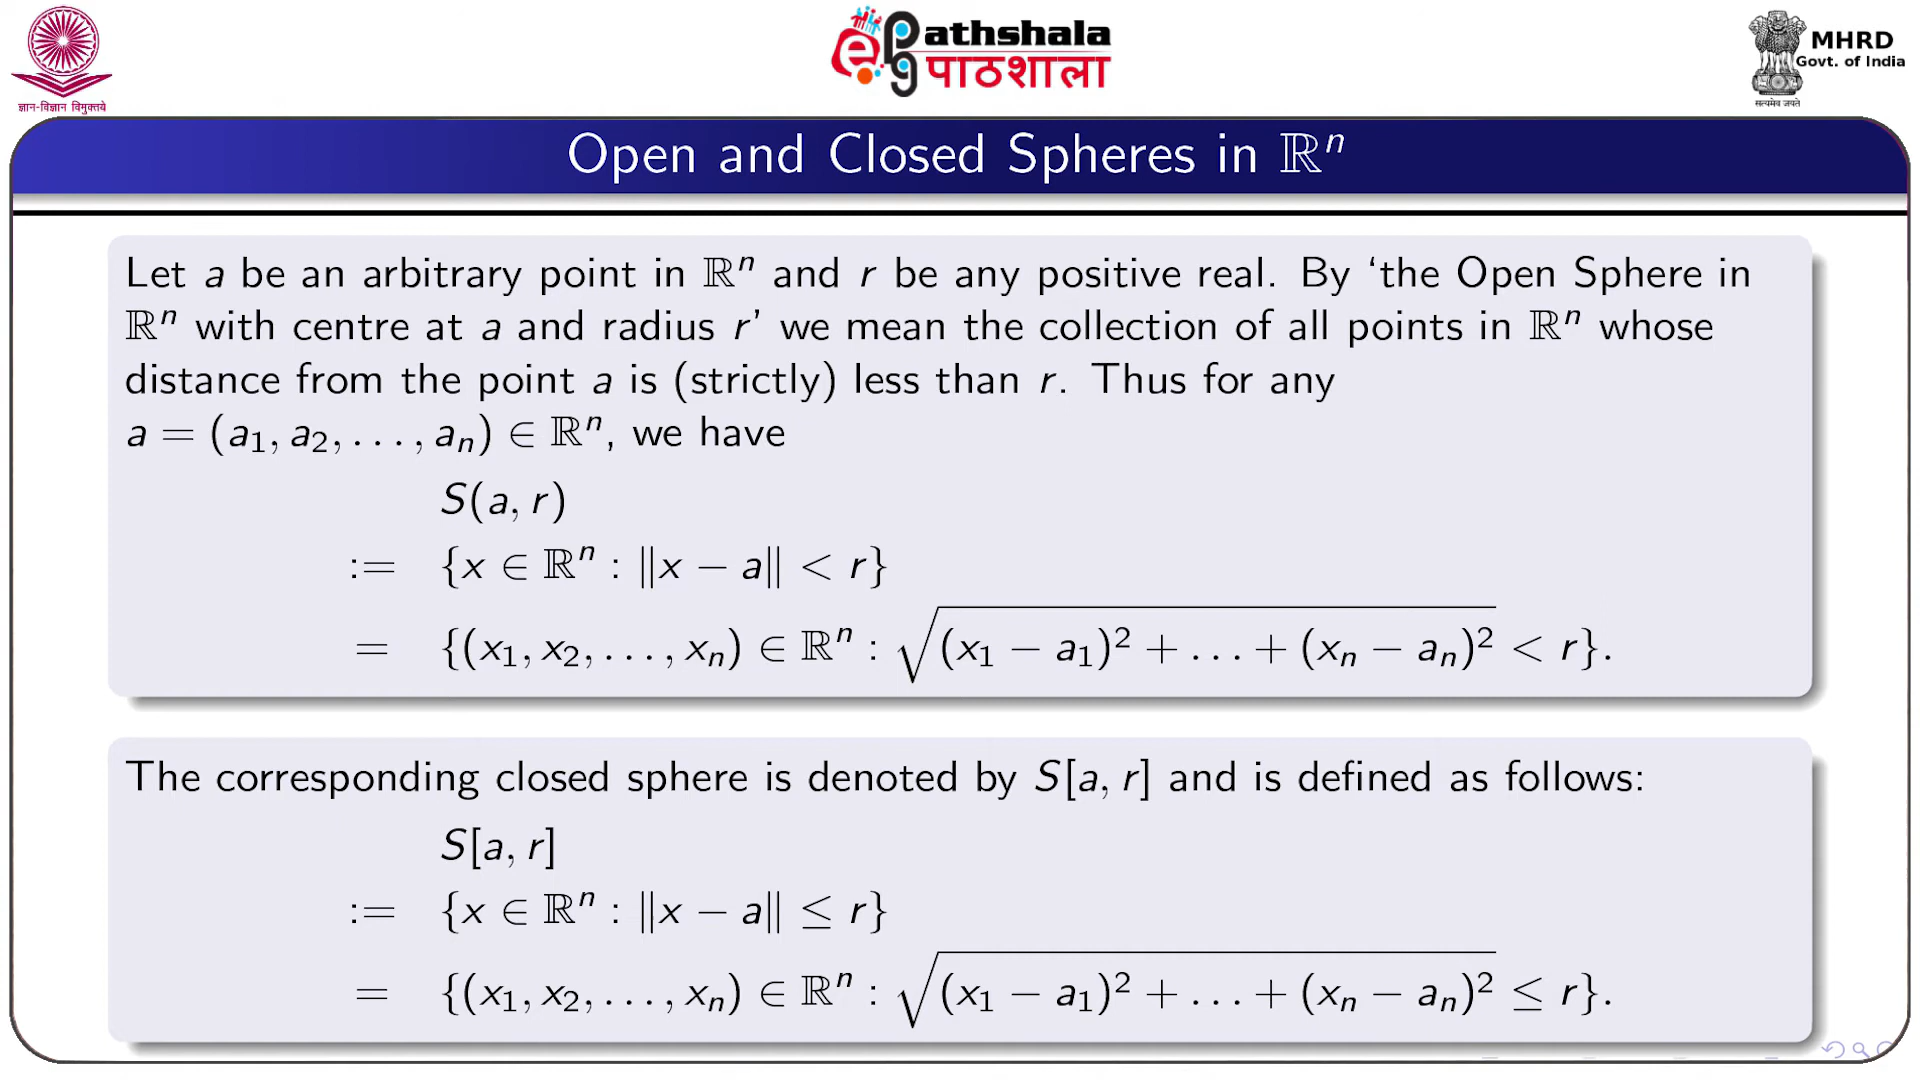 ज्ञान-विज्ञान विमुक्तये
ePG Pathshala
पाठशाला
MHRD
Govt. of India
सत्यमेव जयते
Open and Closed Spheres in ℝⁿ
Let a be an arbitrary point in ℝⁿ and r be any positive real. By ‘the Open Sphere in
ℝⁿ with centre at a and radius r’ we mean the collection of all points in ℝⁿ whose
distance from the point a is (strictly) less than r. Thus for any
a = (a₁, a₂, . . . , aₙ) ∈ ℝⁿ, we have
S(a, r)
:= {x ∈ ℝⁿ : ‖x − a‖ < r}
= {(x₁, x₂, . . . , xₙ) ∈ ℝⁿ : √((x₁ − a₁)² + . . . + (xₙ − aₙ)²) < r}.
The corresponding closed sphere is denoted by S[a, r] and is defined as follows:
S[a, r]
:= {x ∈ ℝⁿ : ‖x − a‖ ≤ r}
= {(x₁, x₂, . . . , xₙ) ∈ ℝⁿ : √((x₁ − a₁)² + . . . + (xₙ − aₙ)²) ≤ r}.